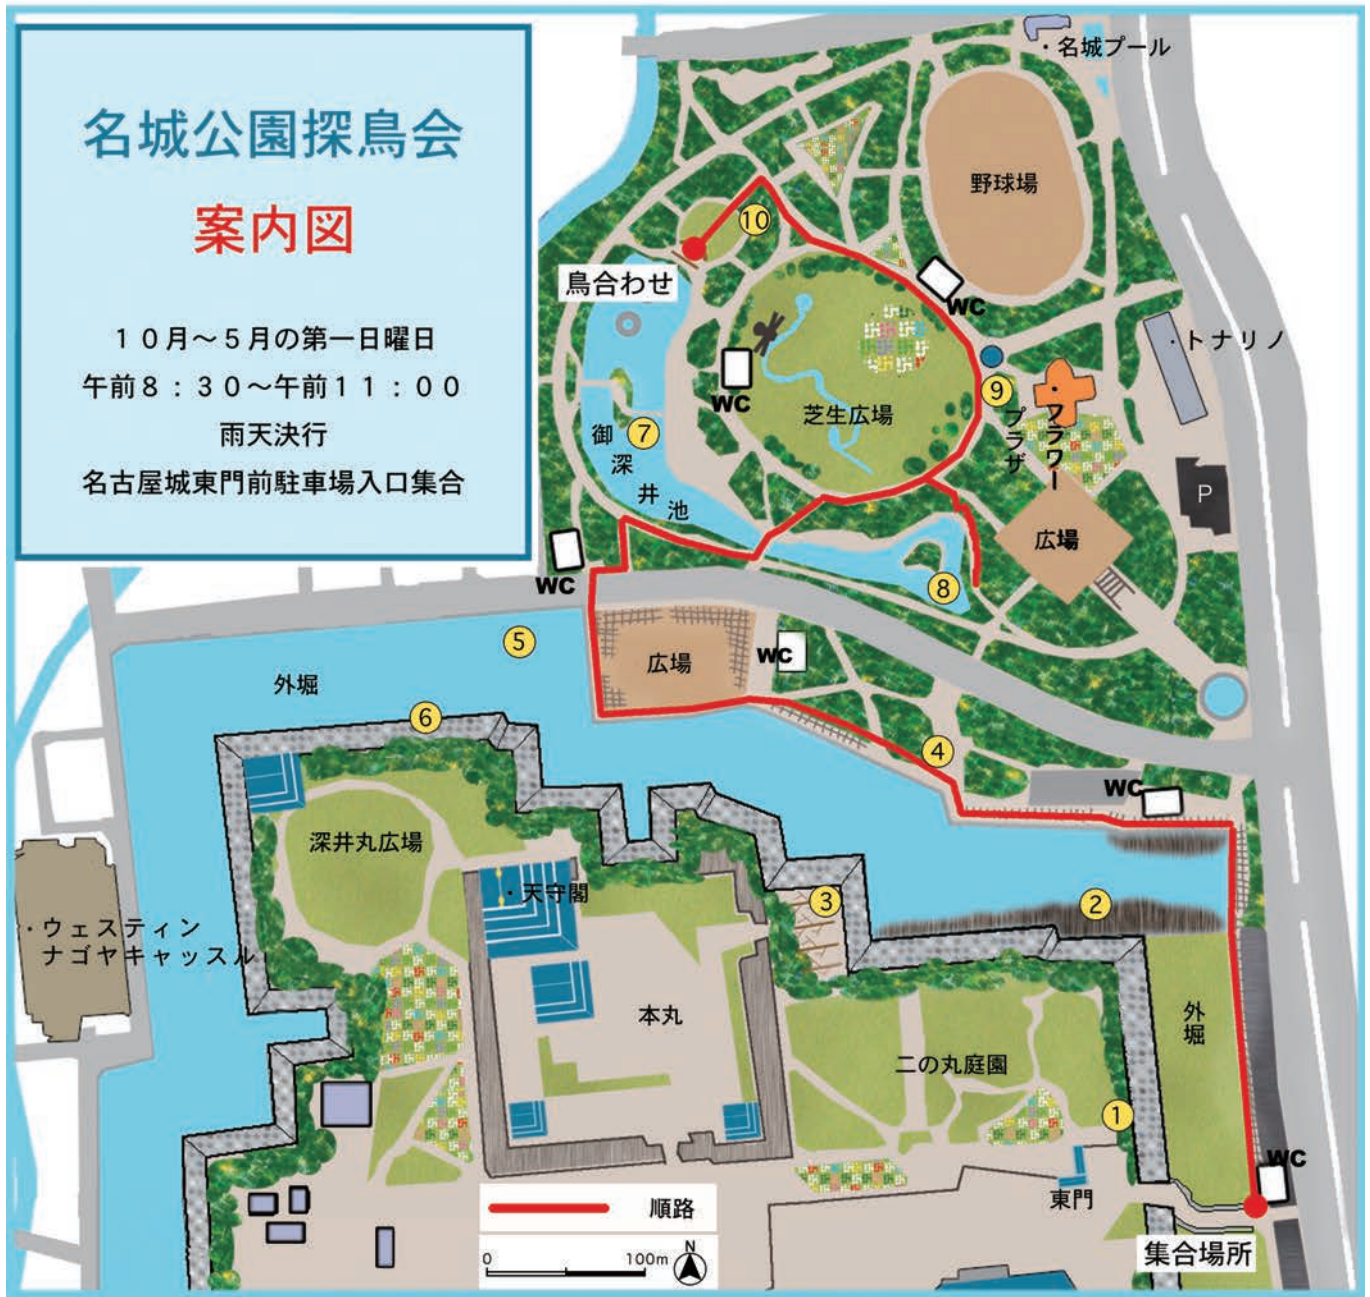 名城公園探鳥会
案内図
１０月～５月の第一日曜日
午前８：３０～午前１１：００
雨天決行
名古屋城東門前駐車場入口集合
・名城プール
野球場
10
鳥合わせ
WC
・トナリノ
WC
芝生広場
9
・フラワー
プラザ
7
御深井池
P
広場
WC
8
5
広場
WC
外堀
6
4
WC
深井丸広場
・天守閣
3
2
・ウェスティン
ナゴヤキャッスル
本丸
外堀
二の丸庭園
1
WC
東門
順路
集合場所
0 100m
N